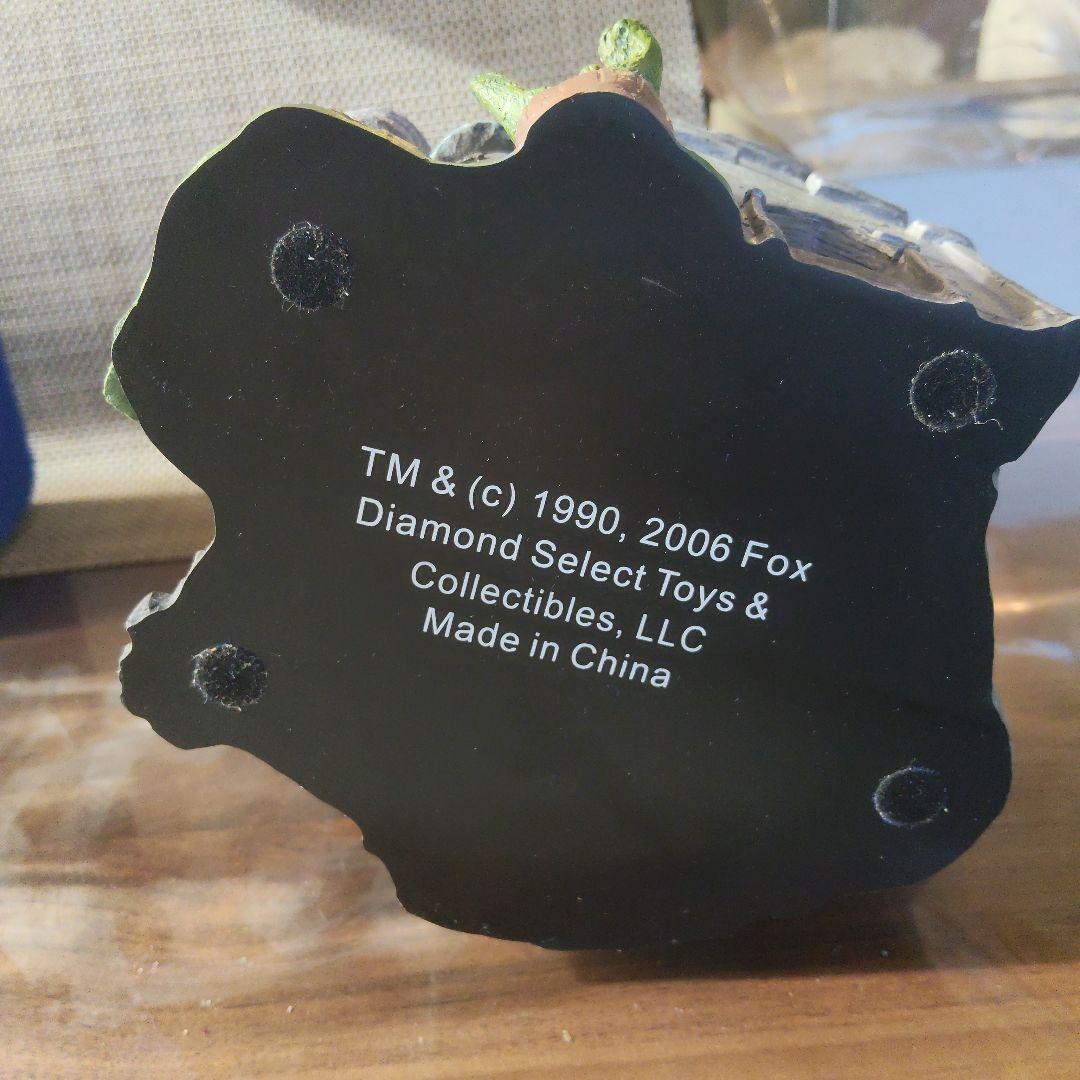 TM & (c) 1990, 2006 Fox
Diamond Select Toys &
Collectibles, LLC
Made in China